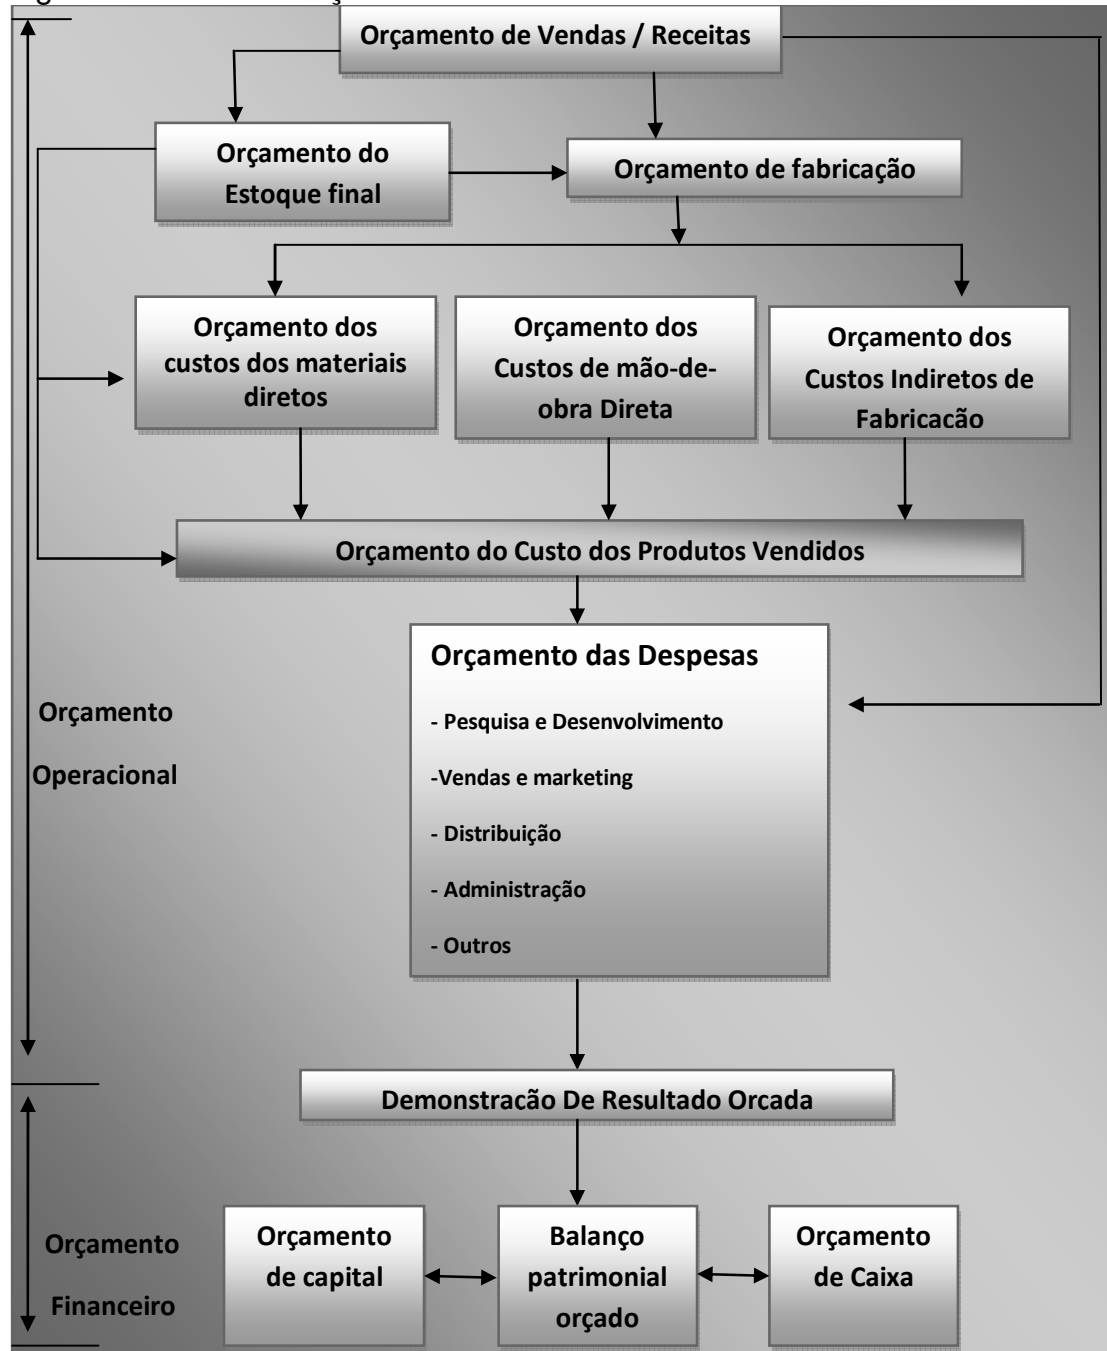 Orçamento de Vendas / Receitas
Orçamento do
Estoque final
Orçamento de fabricação
Orçamento dos
custos dos materiais
diretos
Orçamento dos
Custos de mão-de-
obra Direta
Orçamento dos
Custos Indiretos de
Fabricacão
Orçamento do Custo dos Produtos Vendidos
Orçamento das Despesas
- Pesquisa e Desenvolvimento
-Vendas e marketing
- Distribuição
- Administração
- Outros
Orçamento
Operacional
Demonstracão De Resultado Orcada
Orçamento
Financeiro
Orçamento
de capital
Balanço
patrimonial
orçado
Orçamento
de Caixa